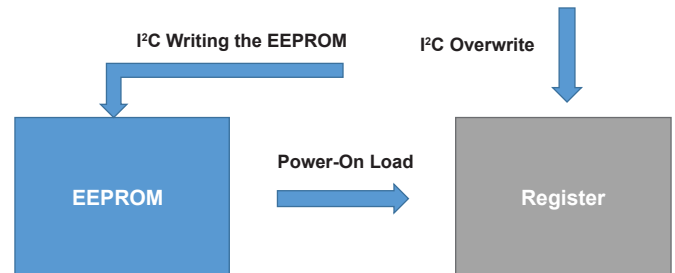 I²C Writing the EEPROM
I²C Overwrite
Power-On Load
EEPROM
Register